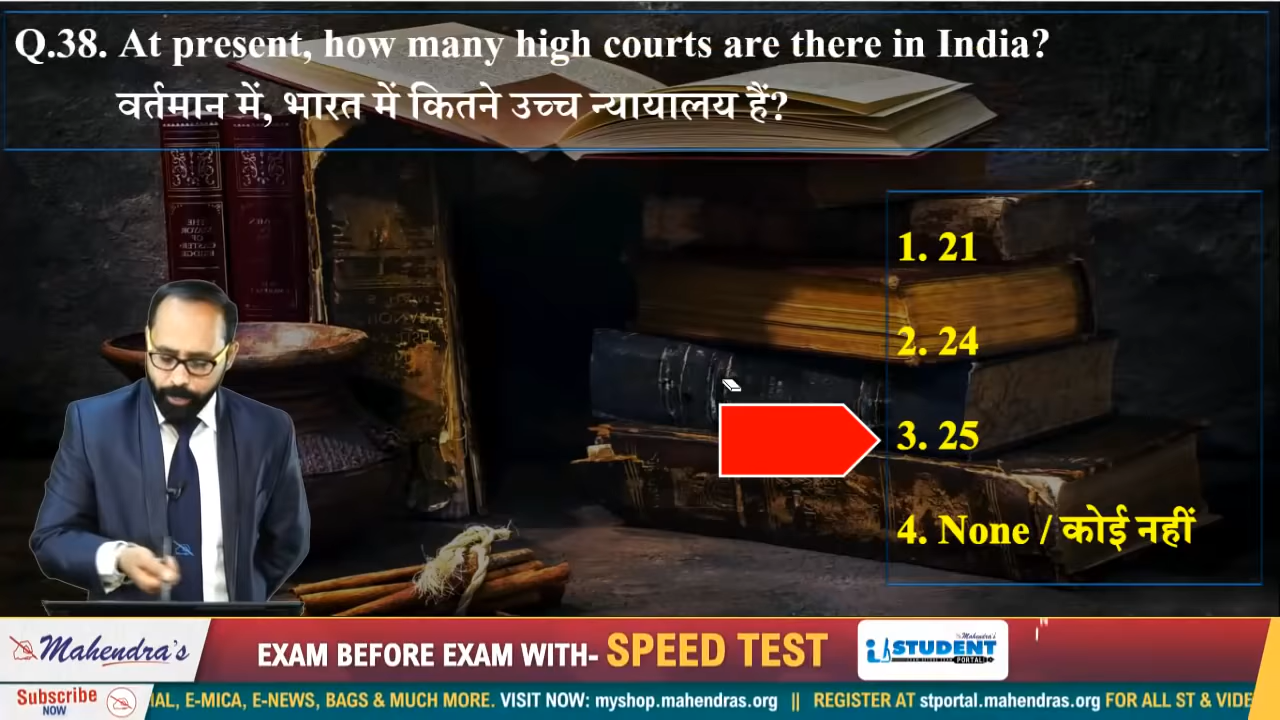 Q.38. At present, how many high courts are there in India?
वर्तमान में, भारत में कितने उच्च न्यायालय हैं?
1. 21
2. 24
3. 25
4. None / कोई नहीं
Mahendra's
EXAM BEFORE EXAM WITH- SPEED TEST
Mahendra's
STUDENT
PORTAL
Subscribe
NOW
IAL, E-MICA, E-NEWS, BAGS & MUCH MORE. VISIT NOW: myshop.mahendras.org || REGISTER AT stportal.mahendras.org FOR ALL ST & VIDE